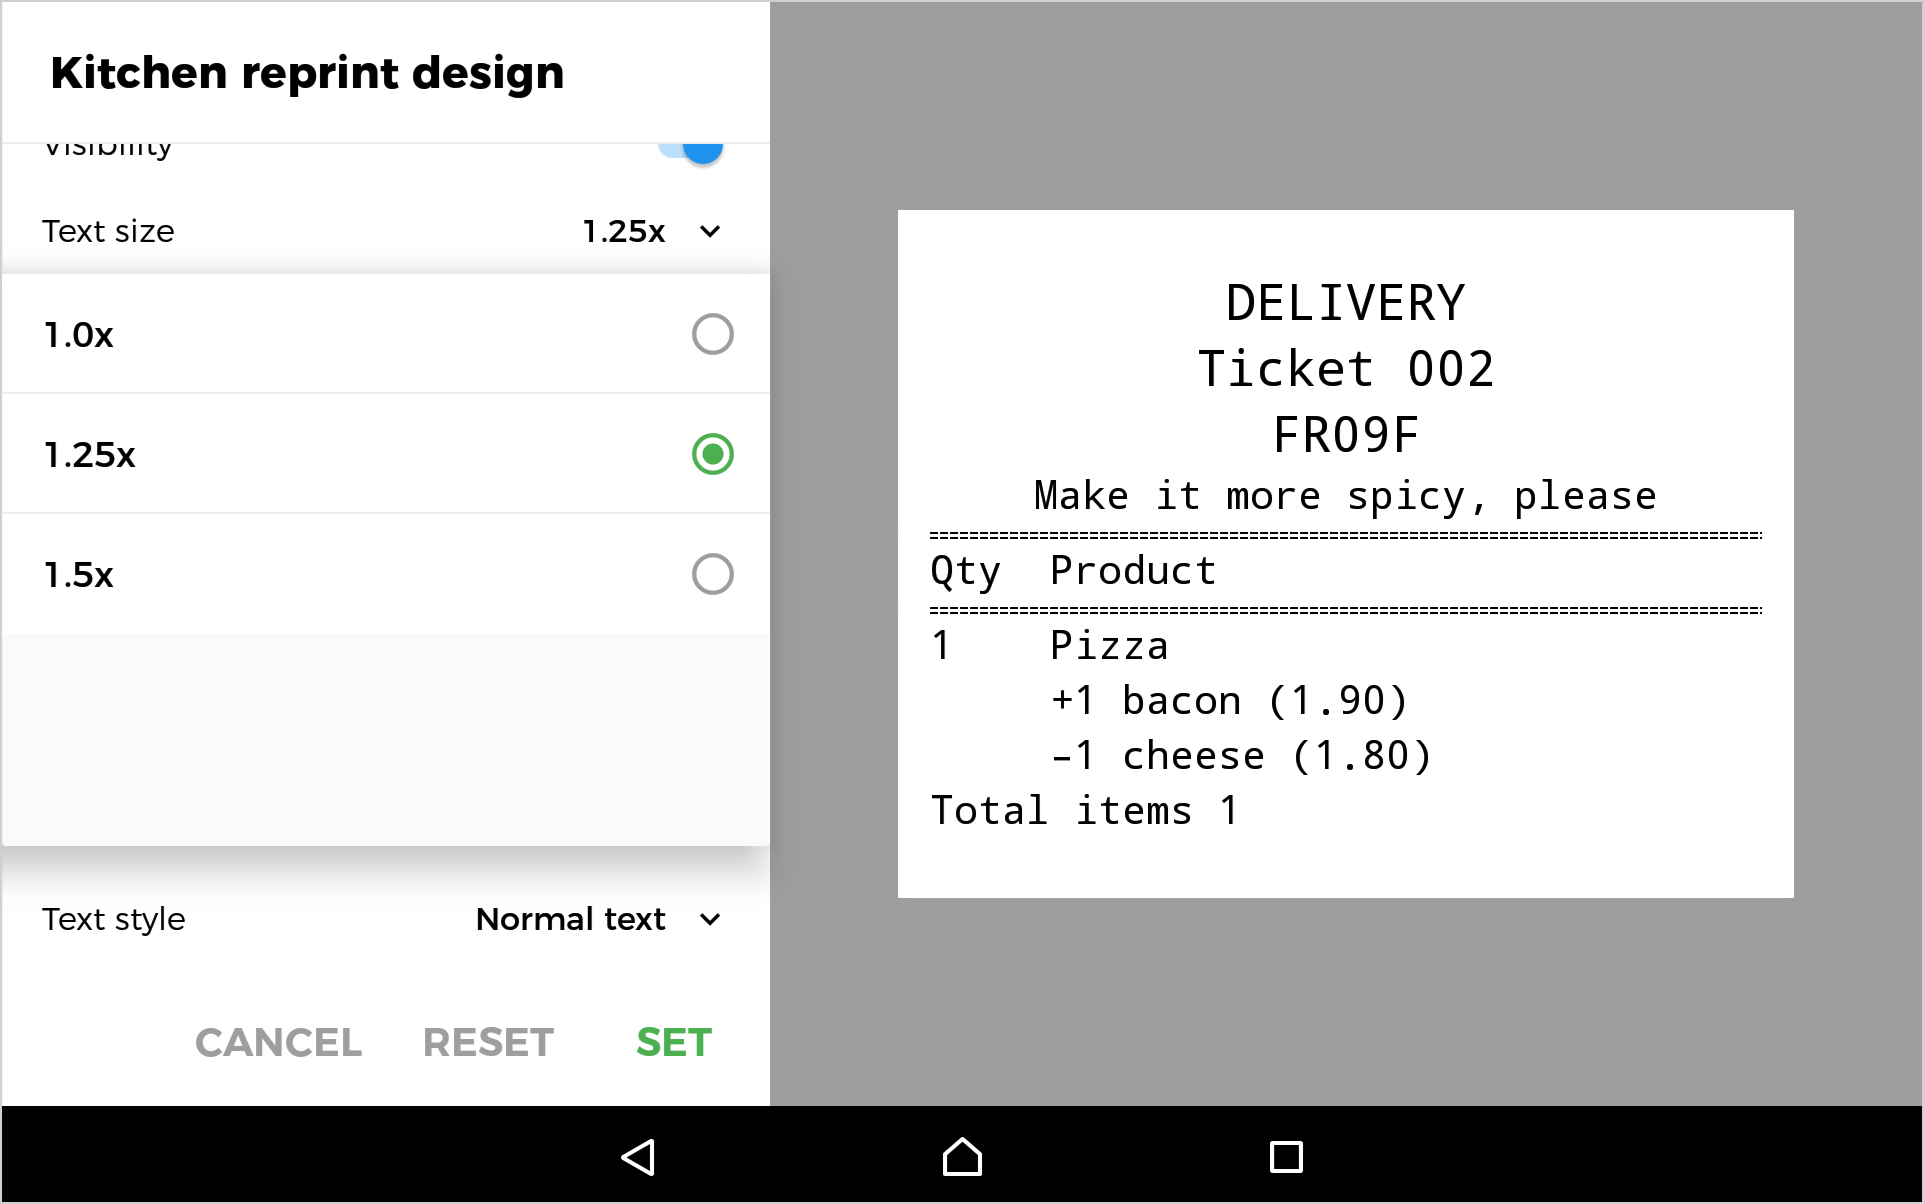 Kitchen reprint design
Visibility
Text size 1.25x
1.0x
1.25x
1.5x
Text style Normal text
CANCEL RESET SET
DELIVERY
Ticket 002
FR09F
Make it more spicy, please
Qty Product
1 Pizza
+1 bacon (1.90)
-1 cheese (1.80)
Total items 1